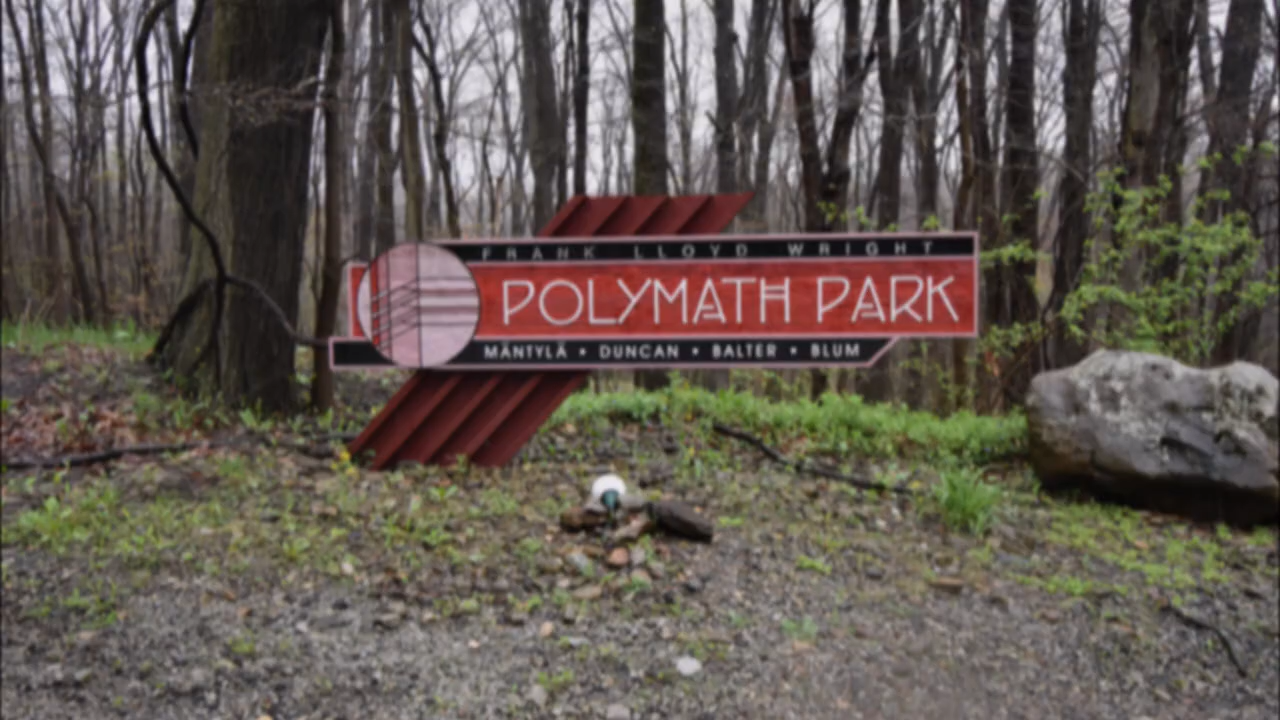 FRANK LLOYD WRIGHT
POLYMATH PARK
MÄNTYLÄ • DUNCAN • BALTER • BLUM